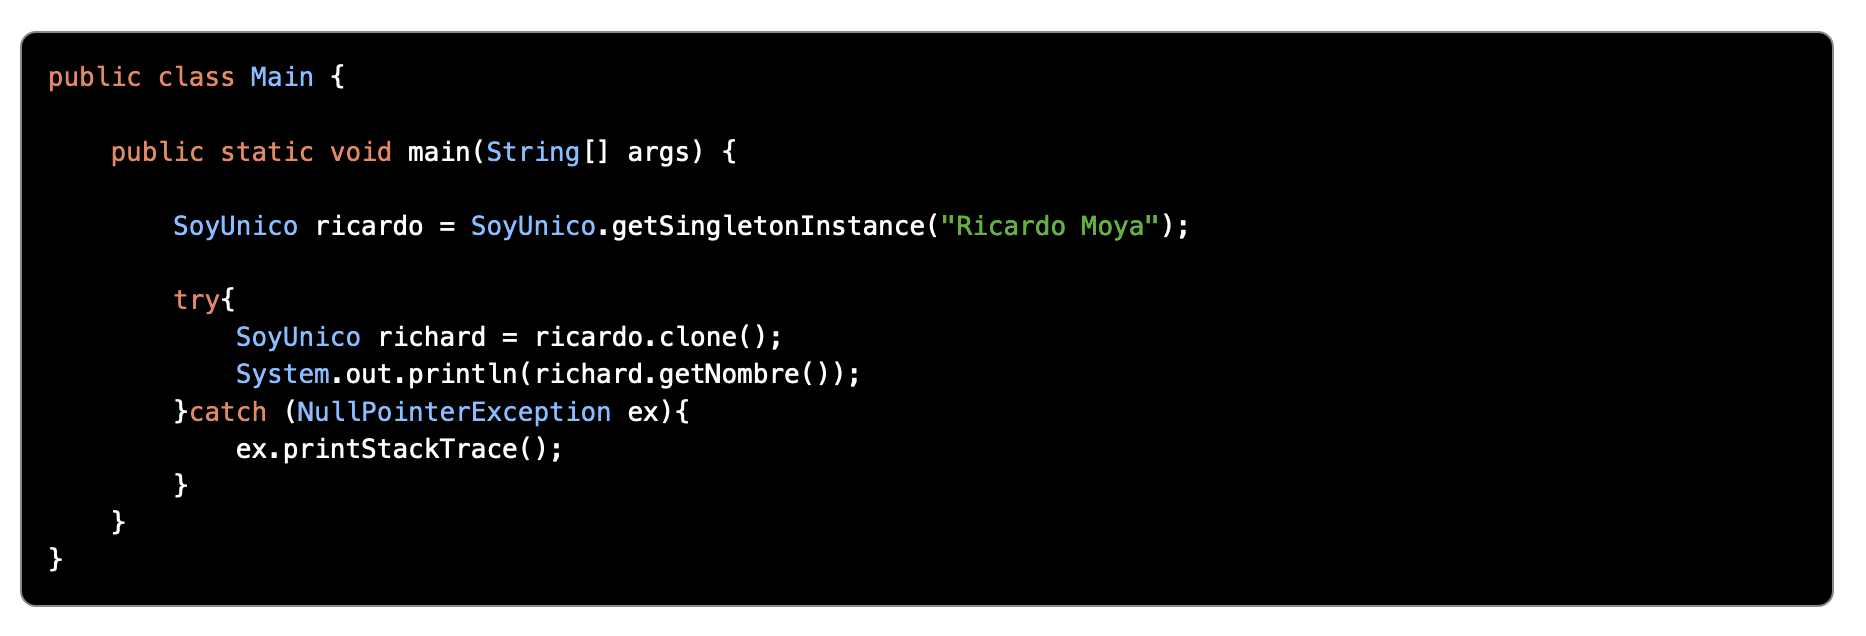 public class Main {
    public static void main(String[] args) {
        SoyUnico ricardo = SoyUnico.getSingletonInstance("Ricardo Moya");
        try{
            SoyUnico richard = ricardo.clone();
            System.out.println(richard.getNombre());
        }catch (NullPointerException ex){
            ex.printStackTrace();
        }
    }
}